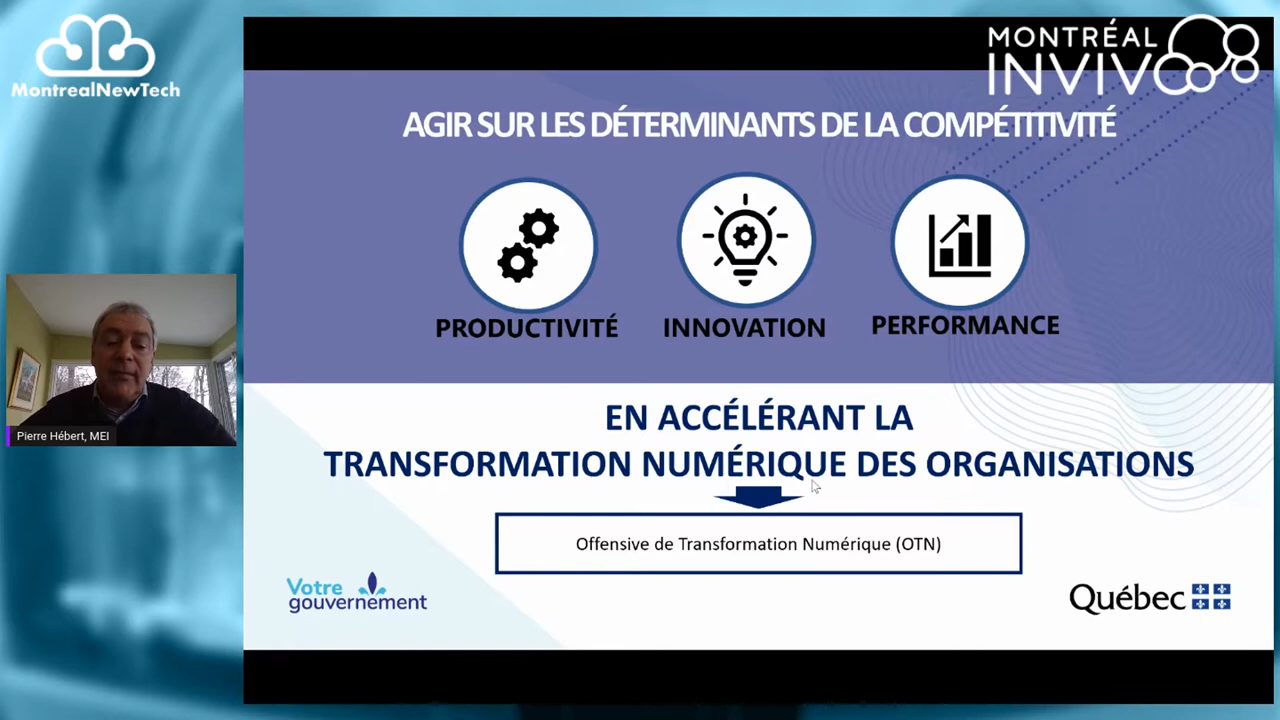 MontrealNewTech
MONTRÉAL
INVIVO
AGIR SUR LES DÉTERMINANTS DE LA COMPÉTITIVITÉ
PRODUCTIVITÉ
INNOVATION
PERFORMANCE
EN ACCÉLÉRANT LA
TRANSFORMATION NUMÉRIQUE DES ORGANISATIONS
Offensive de Transformation Numérique (OTN)
Pierre Hébert, MEI
Votre
gouvernement
Québec